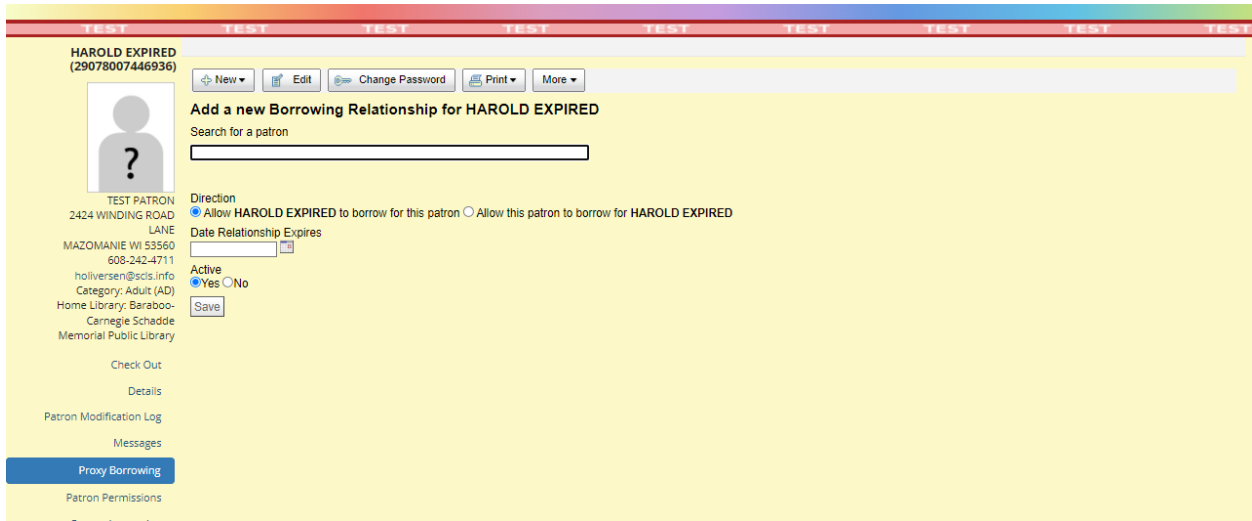 TEST TEST TEST TEST TEST TEST TEST TEST TEST
HAROLD EXPIRED
(29078007446936)
?
TEST PATRON
2424 WINDING ROAD
LANE
MAZOMANIE WI 53560
608-242-4711
holiversen@scls.info
Category: Adult (AD)
Home Library: Baraboo-
Carnegie Schadde
Memorial Public Library
Check Out
Details
Patron Modification Log
Messages
Proxy Borrowing
Patron Permissions
New Edit Change Password Print More
Add a new Borrowing Relationship for HAROLD EXPIRED
Search for a patron
Direction
Allow HAROLD EXPIRED to borrow for this patron Allow this patron to borrow for HAROLD EXPIRED
Date Relationship Expires
Active
Yes No
Save